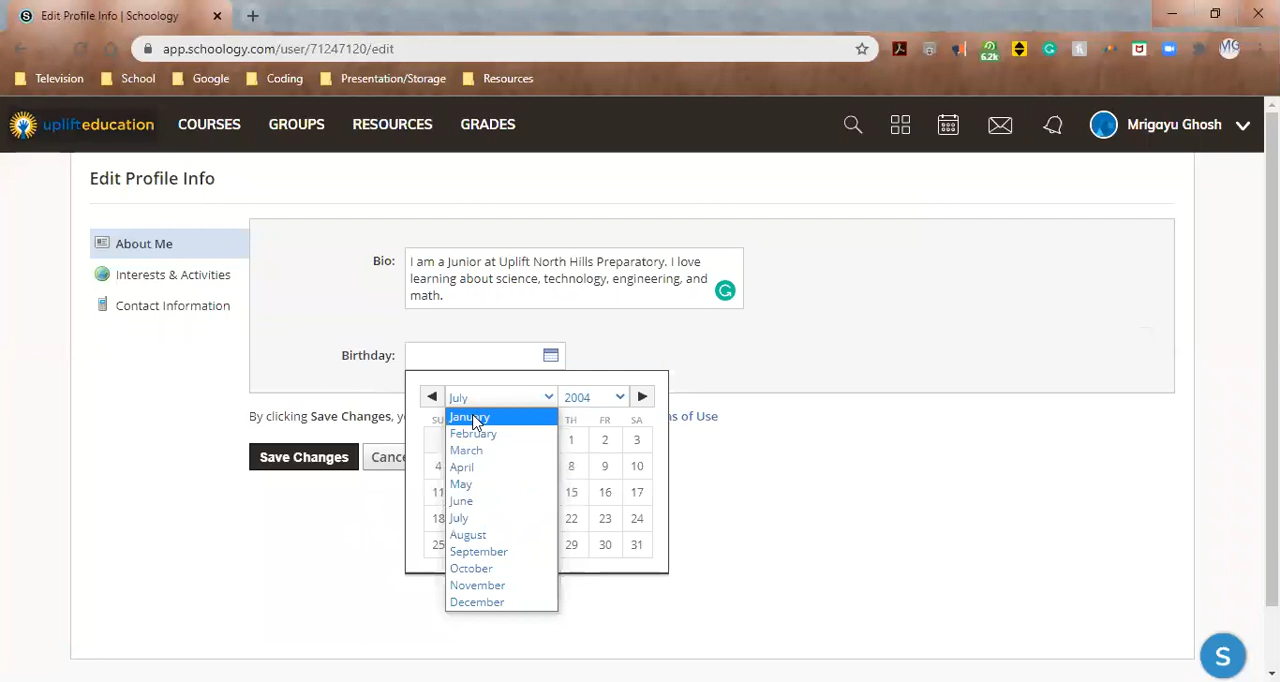 Edit Profile Info | Schoology
app.schoology.com/user/71247120/edit
6.2k
MG
Television School Google Coding Presentation/Storage Resources
uplifteducation COURSES GROUPS RESOURCES GRADES Mrigayu Ghosh
Edit Profile Info
About Me
Interests & Activities
Contact Information
Bio:
I am a Junior at Uplift North Hills Preparatory. I love
learning about science, technology, engineering, and
math.
Birthday:
July 2004
SU TH FR SA
1 2 3
4 8 9 10
11 15 16 17
18 22 23 24
25 29 30 31
January
February
March
April
May
June
July
August
September
October
November
December
By clicking Save Changes, of Use
Save Changes
S